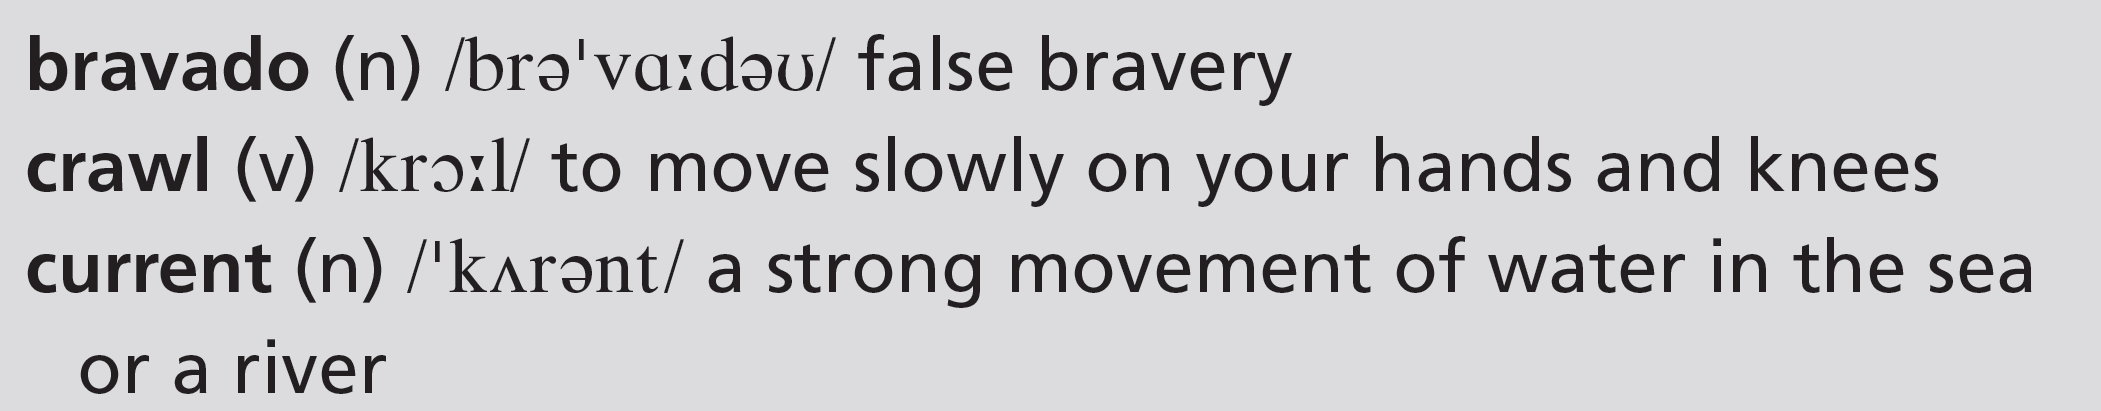 bravado (n) /brəˈvɑːdəʊ/ false bravery
crawl (v) /krɔːl/ to move slowly on your hands and knees
current (n) /ˈkʌrənt/ a strong movement of water in the sea
or a river